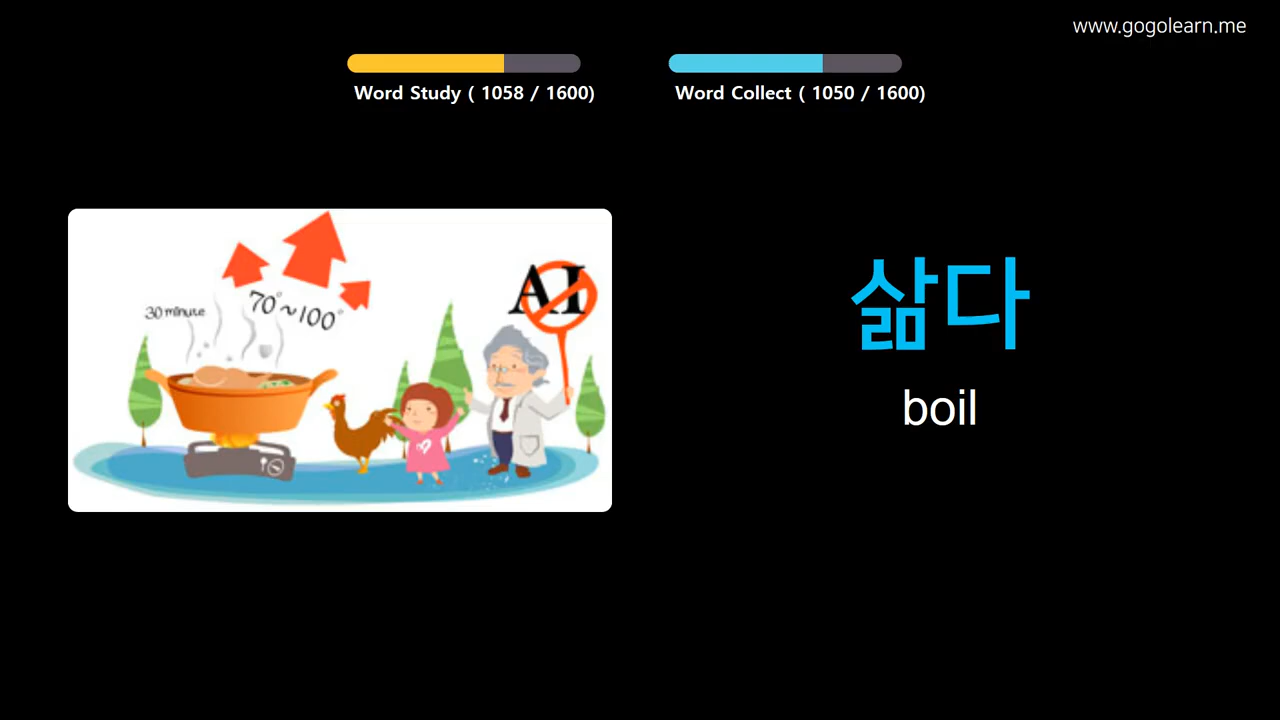 www.gogolearn.me
Word Study ( 1058 / 1600)
Word Collect ( 1050 / 1600)
30 minute
70°~100°
AI
삶다
boil